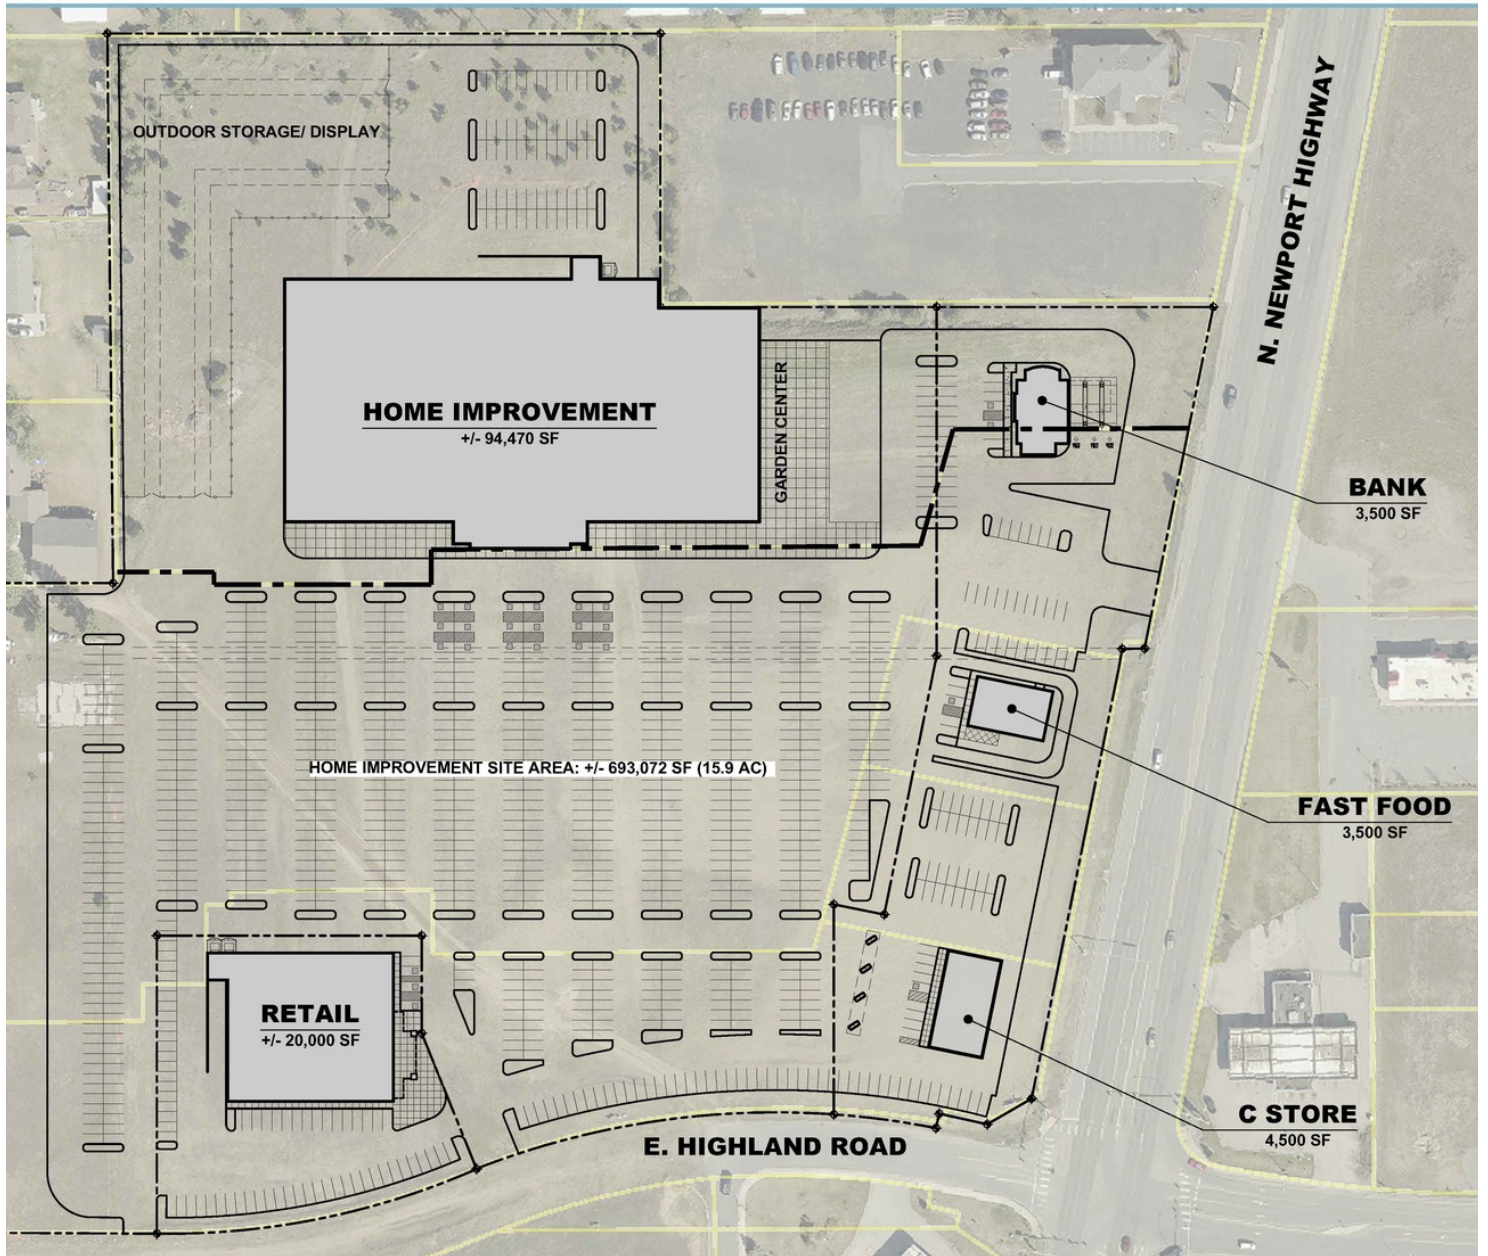 OUTDOOR STORAGE/ DISPLAY
N. NEWPORT HIGHWAY
HOME IMPROVEMENT
+/- 94,470 SF
GARDEN CENTER
BANK
3,500 SF
HOME IMPROVEMENT SITE AREA: +/- 693,072 SF (15.9 AC)
FAST FOOD
3,500 SF
RETAIL
+/- 20,000 SF
C STORE
4,500 SF
E. HIGHLAND ROAD